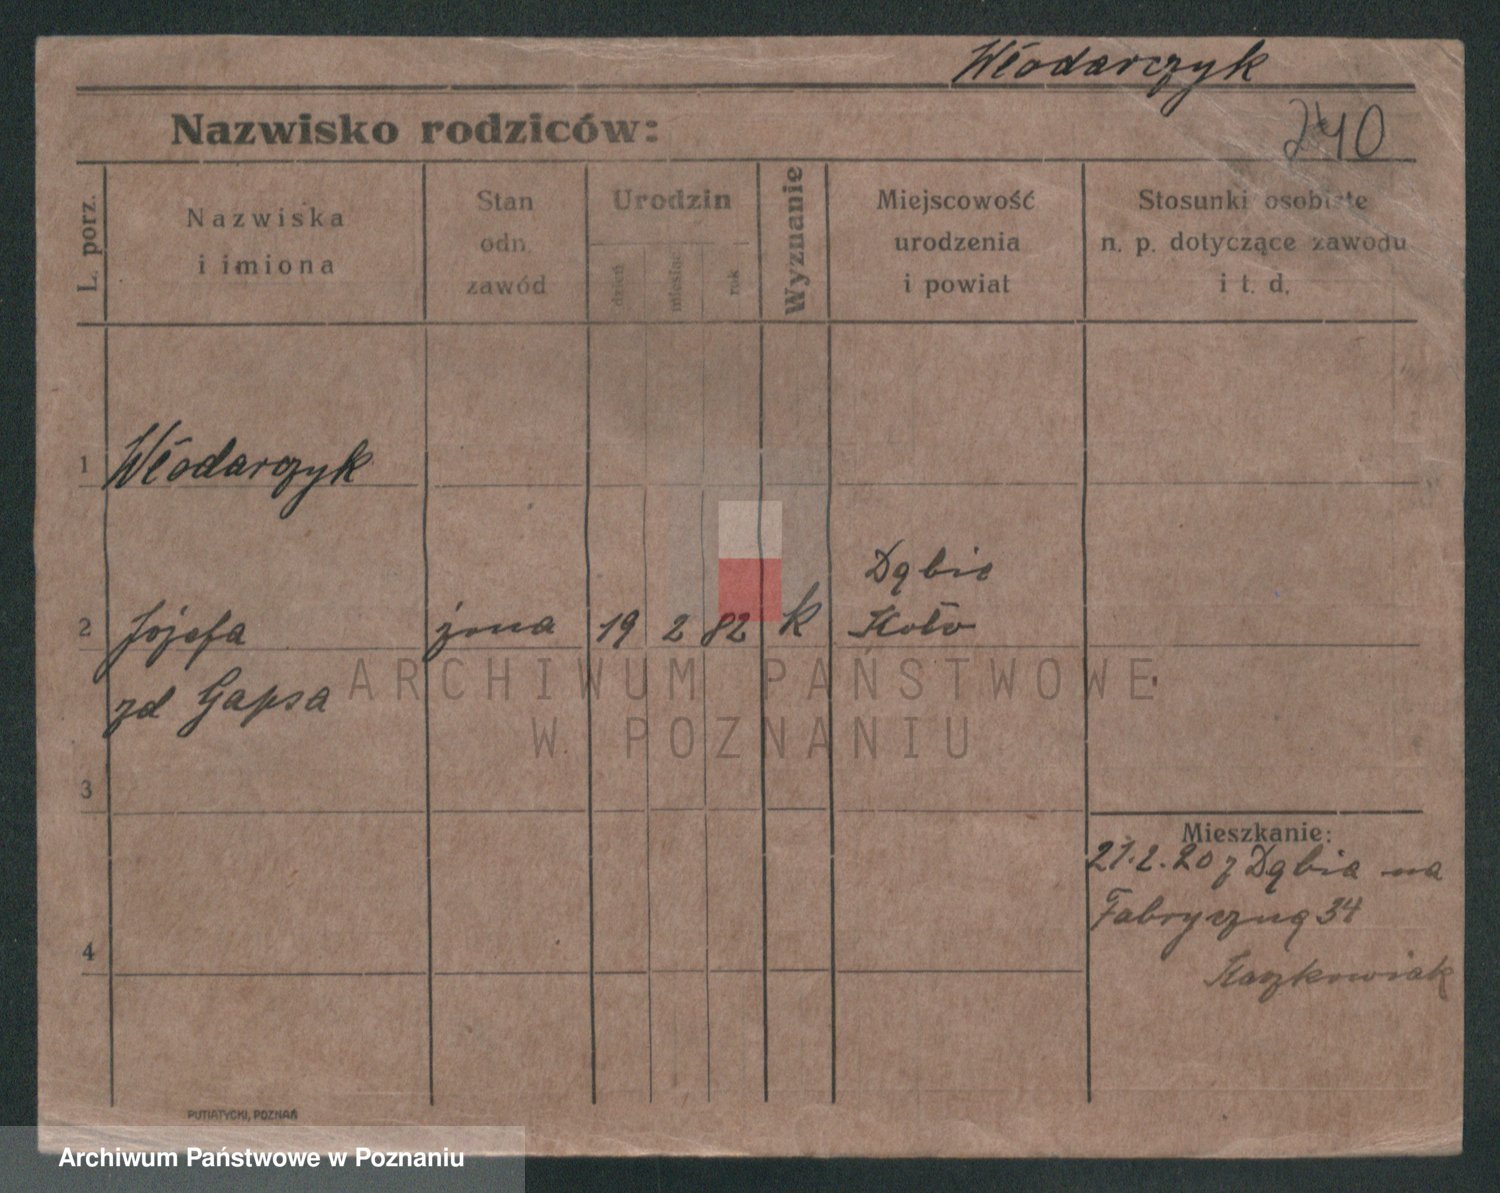 Włodarczyk
240
Nazwisko rodziców:
L. porz.
Nazwiska
i imiona
Stan
odn.
zawód
Urodzin
dzień
miesiąc
rok
Wyznanie
Miejscowość
urodzenia
i powiat
Stosunki osobiste
n. p. dotyczące zawodu
i t. d.
1 Włodarczyk
Dąbie
2 Józefa żona 19 2 82 k Koło
zd Gapsa
ARCHIWUM PAŃSTWOWE
W POZNANIU
3
Mieszkanie:
21.2.20 z Dąbia na
Fabryczną 34
4
Kaszkowiak
PUTIATYCKI, POZNAŃ
Archiwum Państwowe w Poznaniu